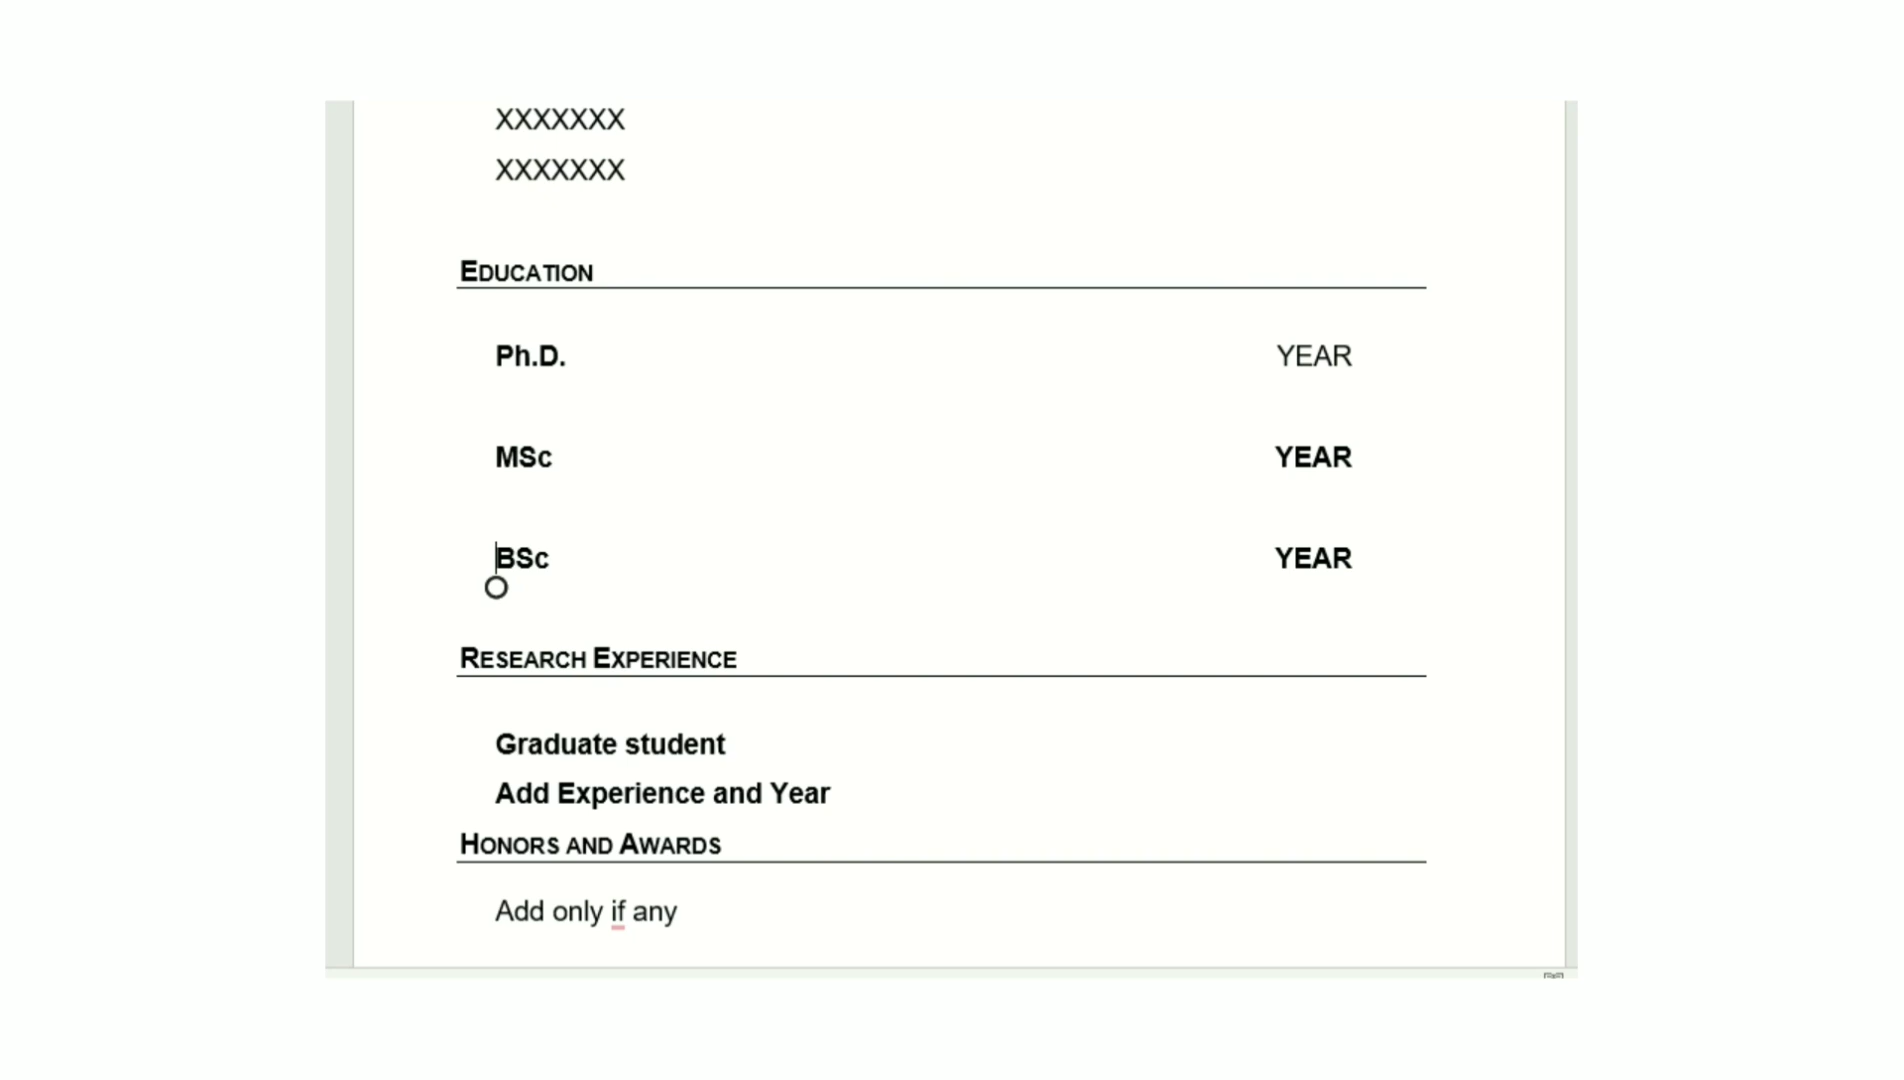 XXXXXXX
XXXXXXX
EDUCATION
Ph.D. YEAR
MSc YEAR
BSc YEAR
RESEARCH EXPERIENCE
Graduate student
Add Experience and Year
HONORS AND AWARDS
Add only if any